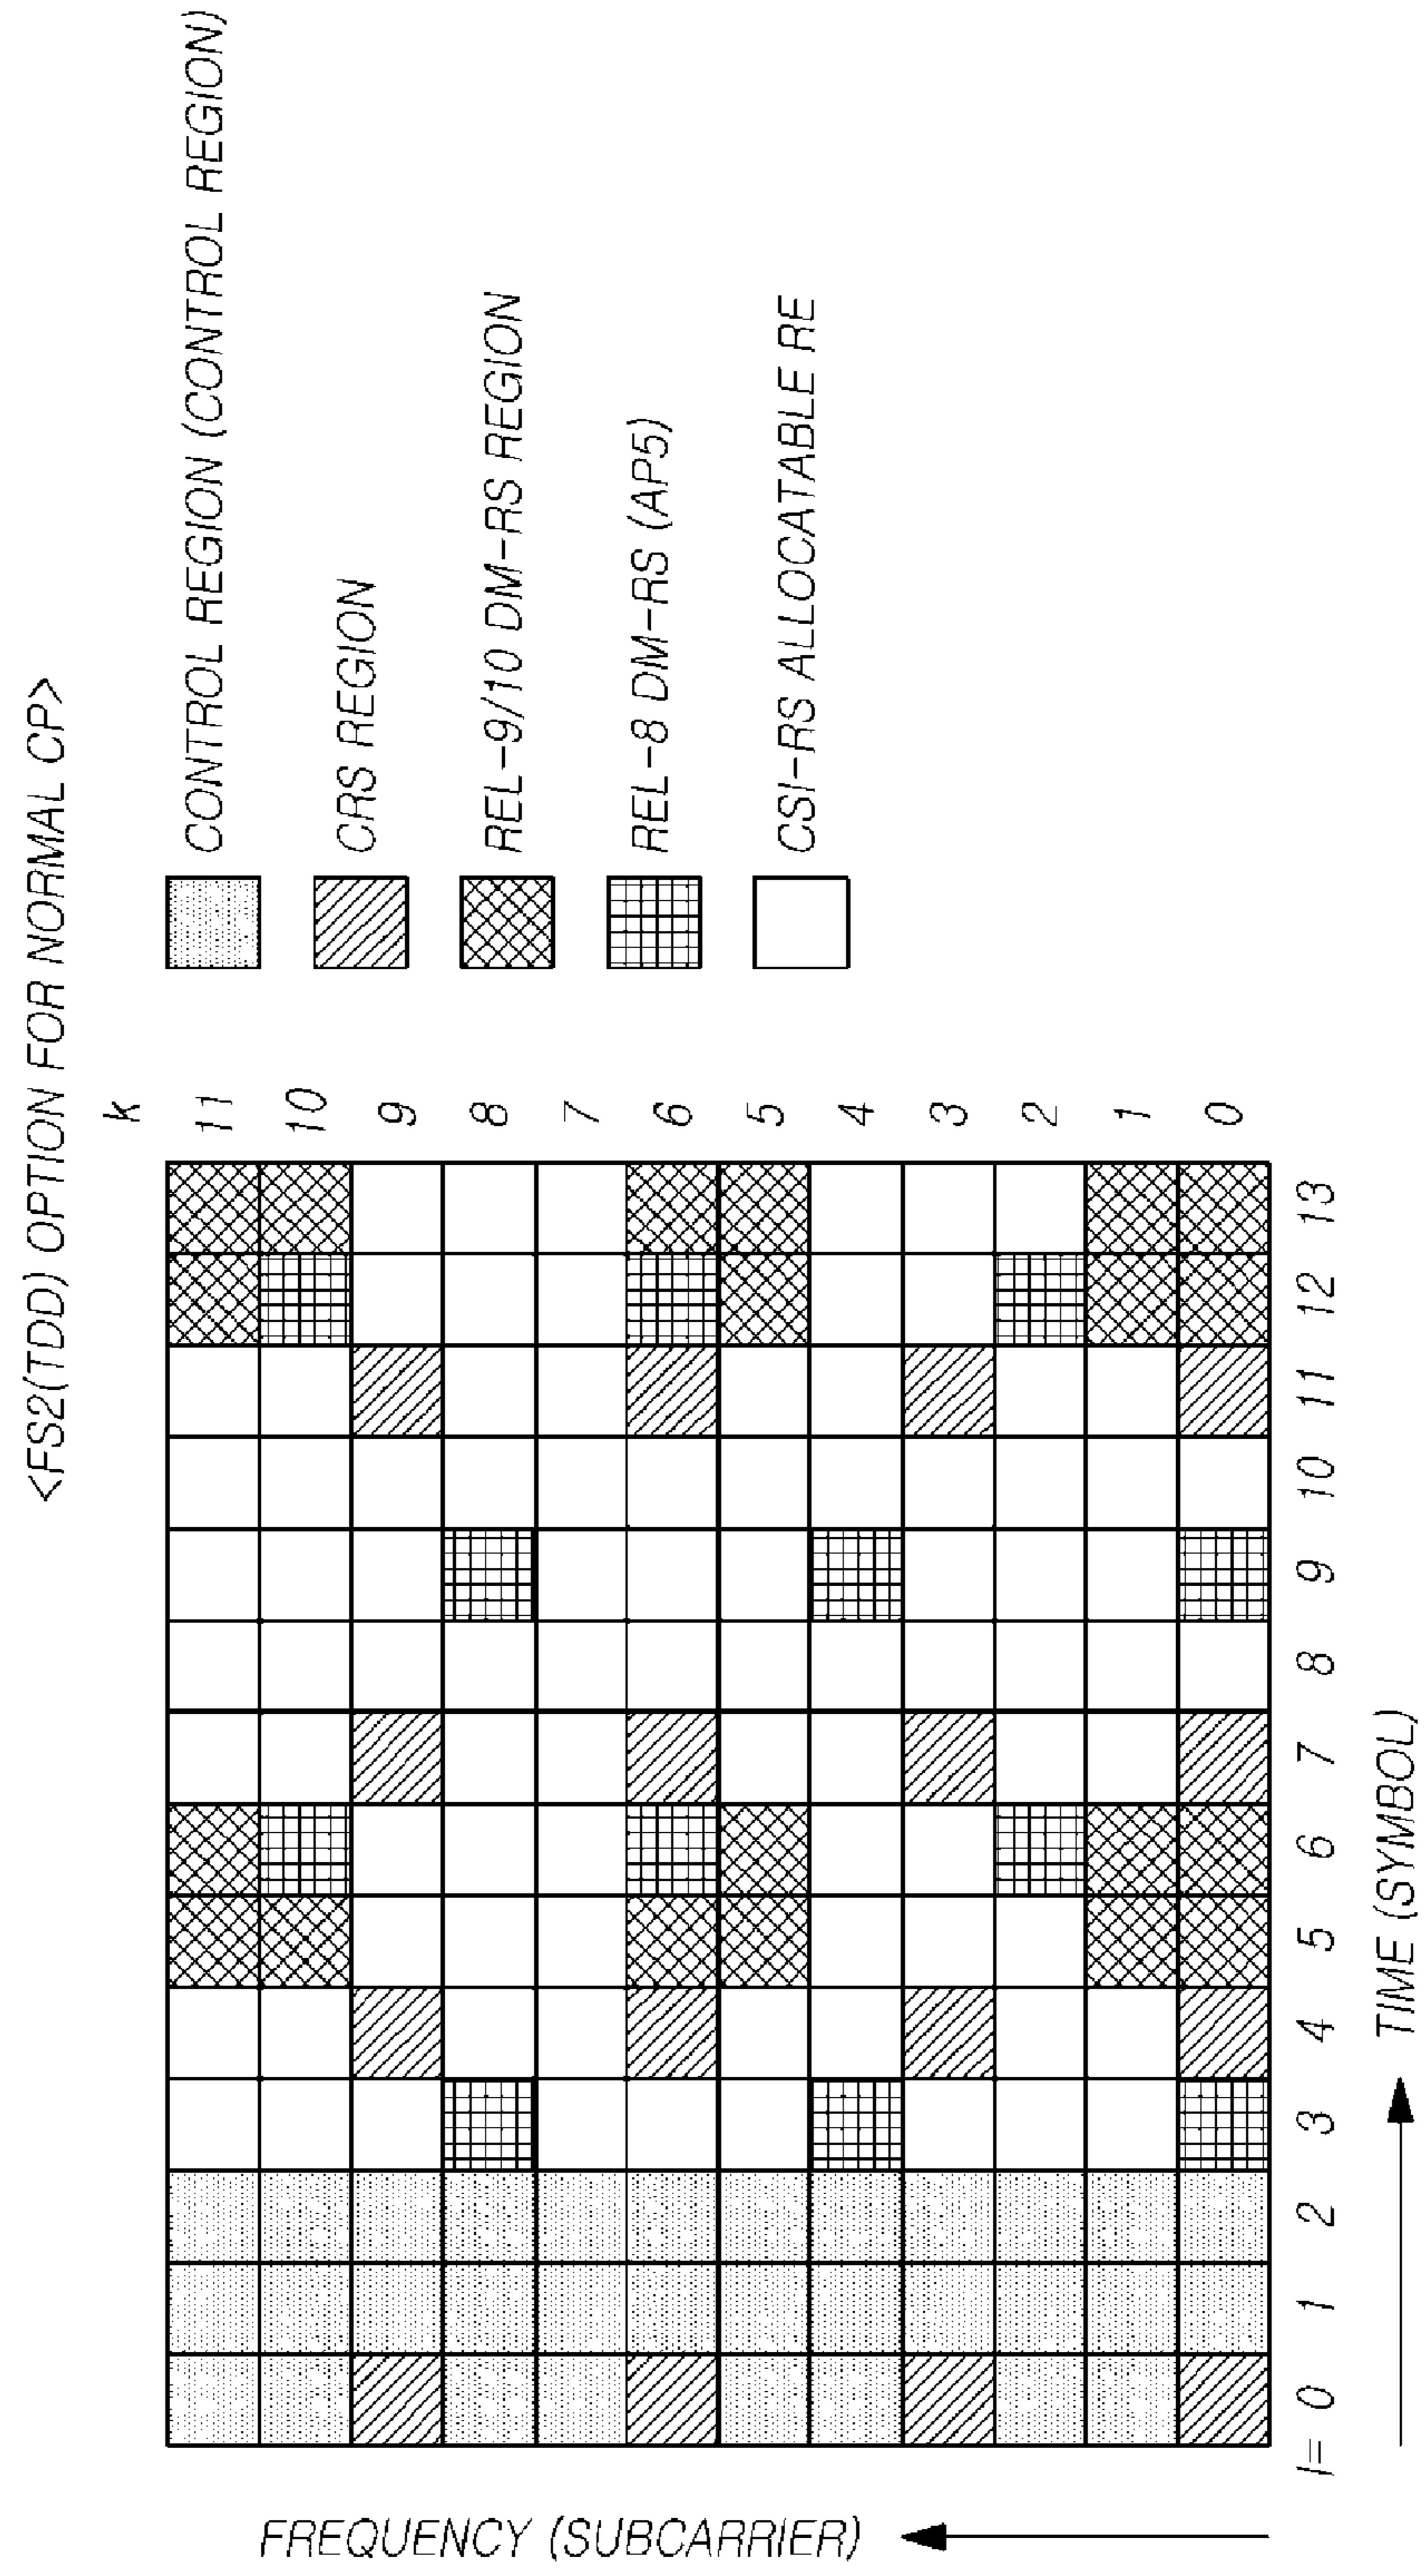 <FS2(TDD) OPTION FOR NORMAL CP>
FREQUENCY (SUBCARRIER)
k
11
10
9
8
7
6
5
4
3
2
1
0
l= 0 1 2 3 4 5 6 7 8 9 10 11 12 13
TIME (SYMBOL)
CONTROL REGION (CONTROL REGION)
CRS REGION
REL-9/10 DM-RS REGION
REL-8 DM-RS (AP5)
CSI-RS ALLOCATABLE RE